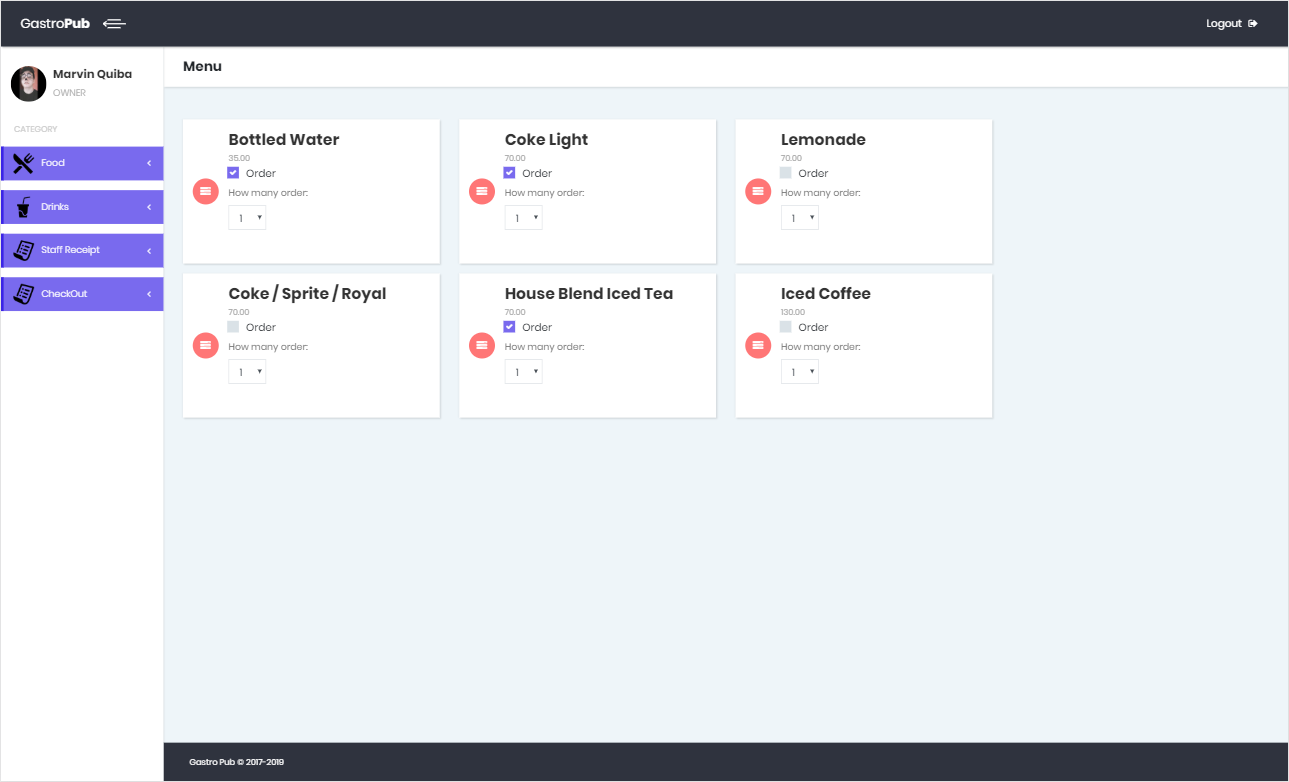 GastroPub
Logout
Marvin Quiba
OWNER
CATEGORY
Food
Drinks
Staff Receipt
CheckOut
Menu
Bottled Water
35.00
Order
How many order:
1
Coke Light
70.00
Order
How many order:
1
Lemonade
70.00
Order
How many order:
1
Coke / Sprite / Royal
70.00
Order
How many order:
1
House Blend Iced Tea
70.00
Order
How many order:
1
Iced Coffee
130.00
Order
How many order:
1
Gastro Pub © 2017-2019